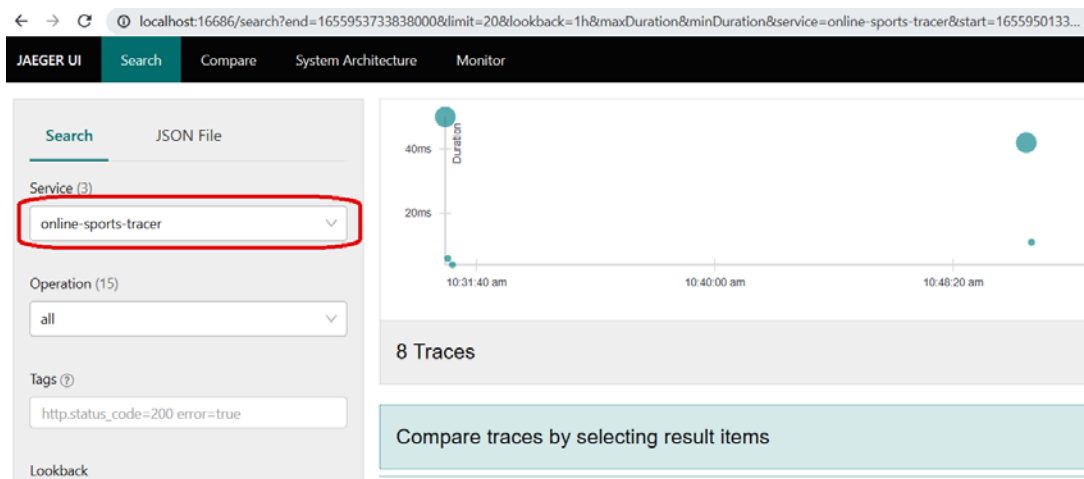 localhost:16686/search?end=1655953733838000&limit=20&lookback=1h&maxDuration&minDuration&service=online-sports-tracer&start=1655950133...
JAEGER UI Search Compare System Architecture Monitor
Search JSON File
Service (3)
online-sports-tracer
Operation (15)
all
Tags
http.status_code=200 error=true
Lookback
Duration
40ms
20ms
10:31:40 am 10:40:00 am 10:48:20 am
8 Traces
Compare traces by selecting result items